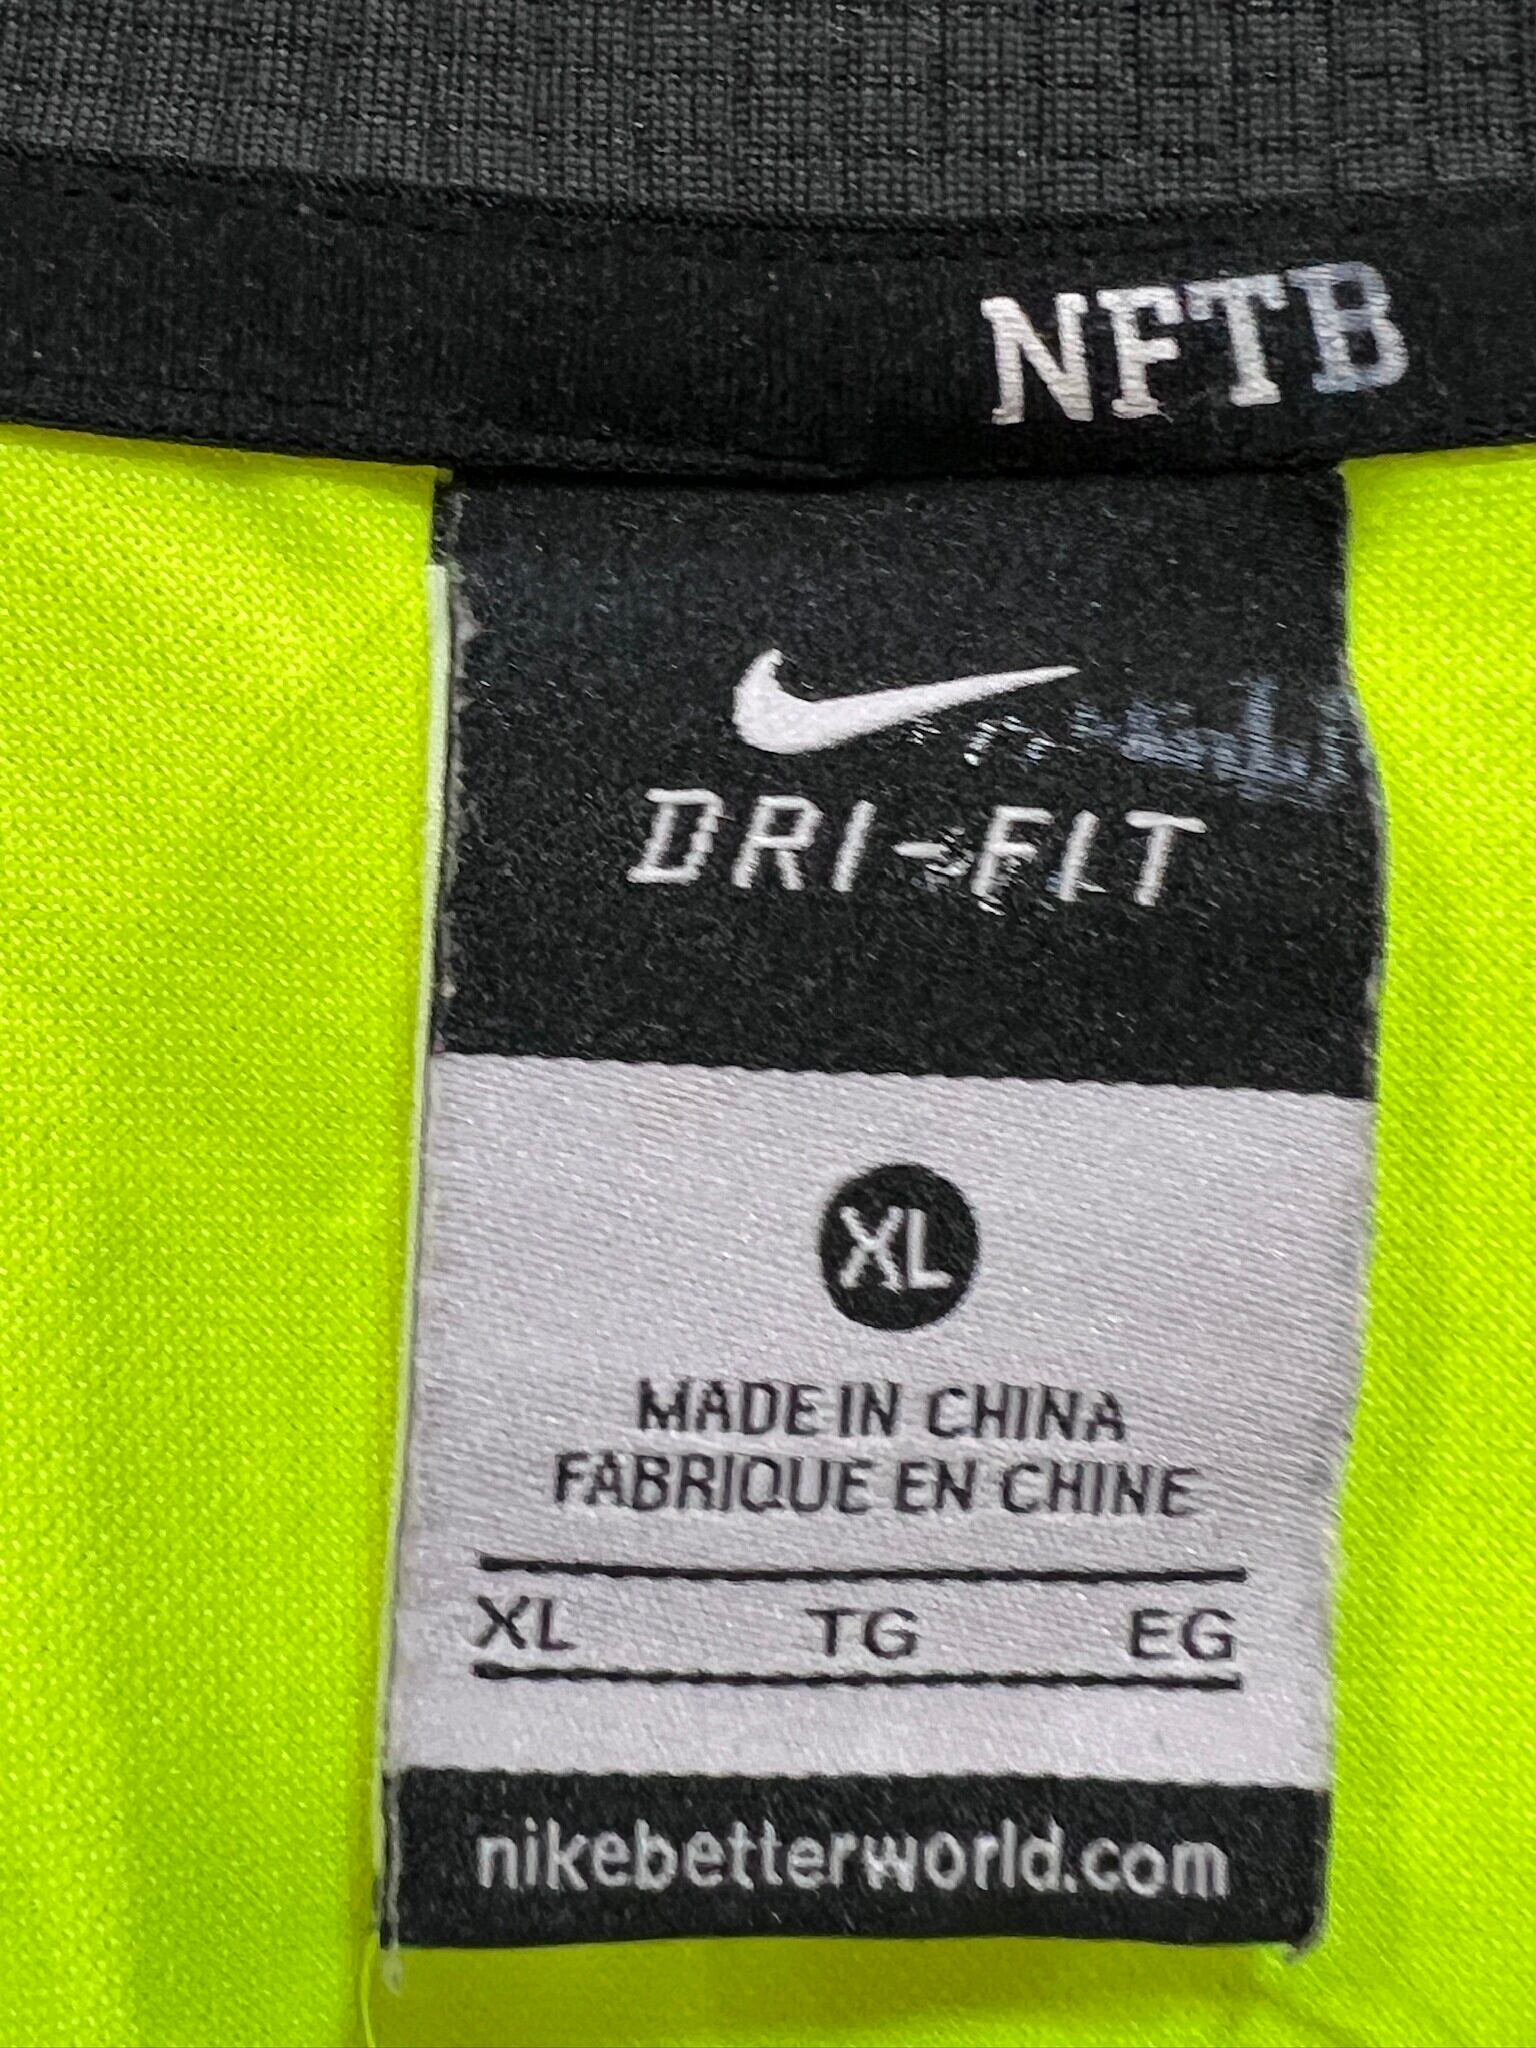 NFTB
DRI-FIT
XL
MADE IN CHINA
FABRIQUE EN CHINE
XL TG EG
nikebetterworld.com